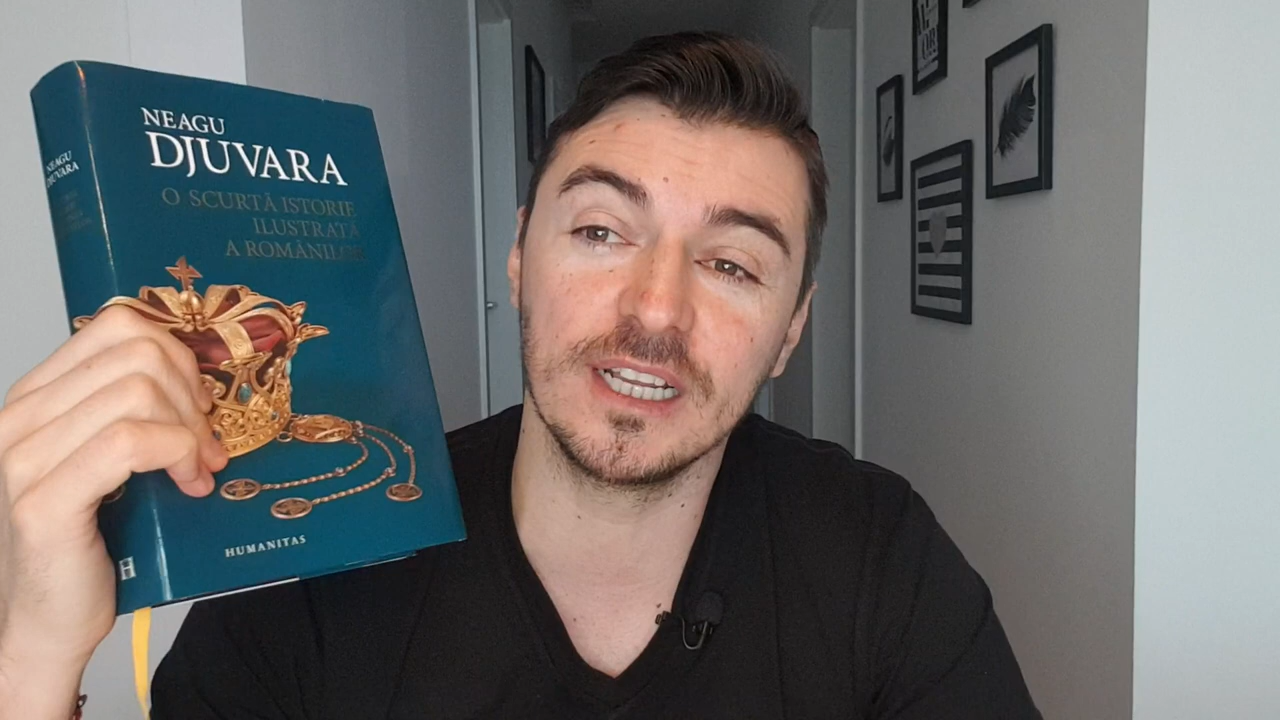 NEAGU
DJUVARA
O SCURTĂ ISTORIE
ILUSTRATĂ
A ROMÂNILOR
HUMANITAS
NEAGU
DJUVARA
H